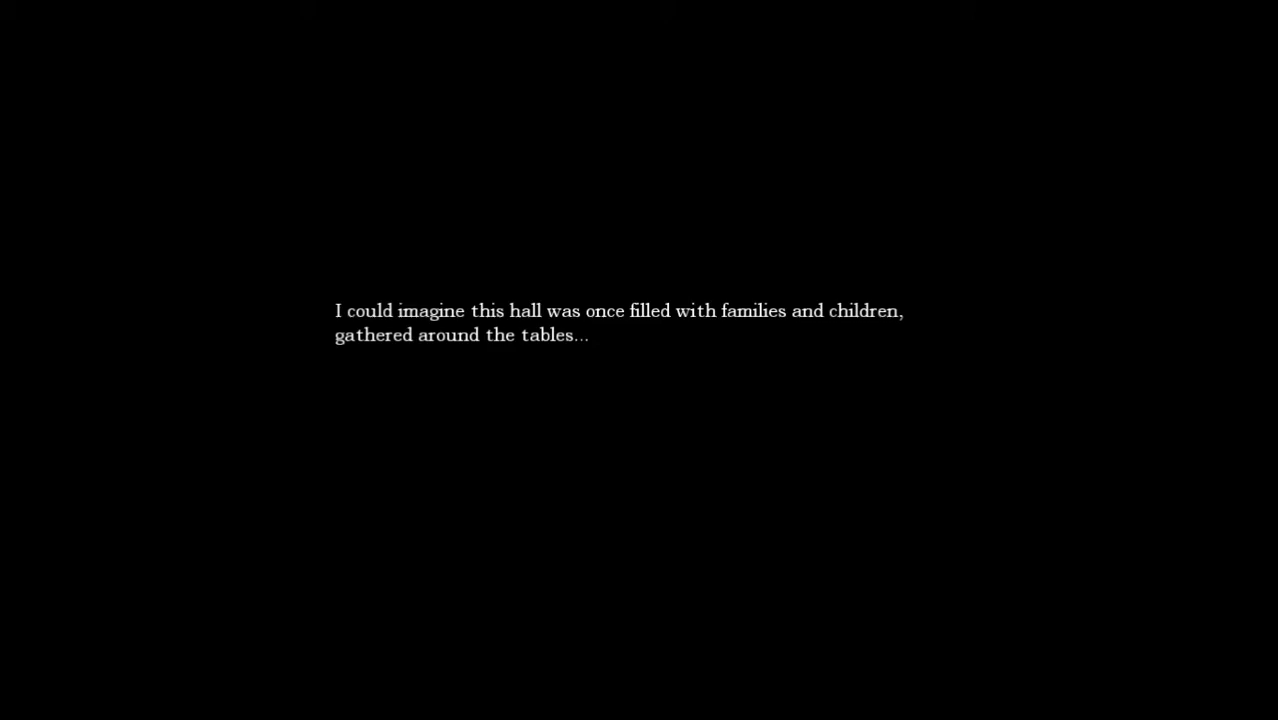 I could imagine this hall was once filled with families and children,
gathered around the tables...